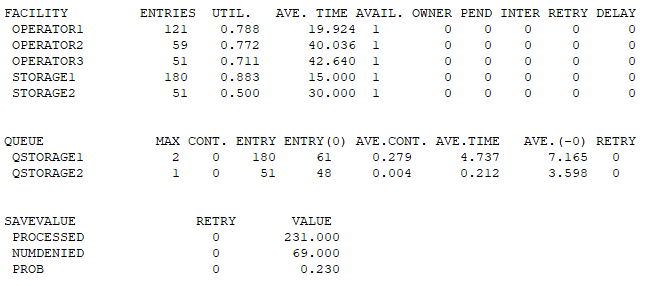 FACILITY ENTRIES UTIL. AVE. TIME AVAIL. OWNER PEND INTER RETRY DELAY
OPERATOR1 121 0.788 19.924 1 0 0 0 0 0
OPERATOR2 59 0.772 40.036 1 0 0 0 0 0
OPERATOR3 51 0.711 42.640 1 0 0 0 0 0
STORAGE1 180 0.883 15.000 1 0 0 0 0 0
STORAGE2 51 0.500 30.000 1 0 0 0 0 0
QUEUE MAX CONT. ENTRY ENTRY(0) AVE.CONT. AVE.TIME AVE.(-0) RETRY
QSTORAGE1 2 0 180 61 0.279 4.737 7.165 0
QSTORAGE2 1 0 51 48 0.004 0.212 3.598 0
SAVEVALUE RETRY VALUE
PROCESSED 0 231.000
NUMDENIED 0 69.000
PROB 0 0.230